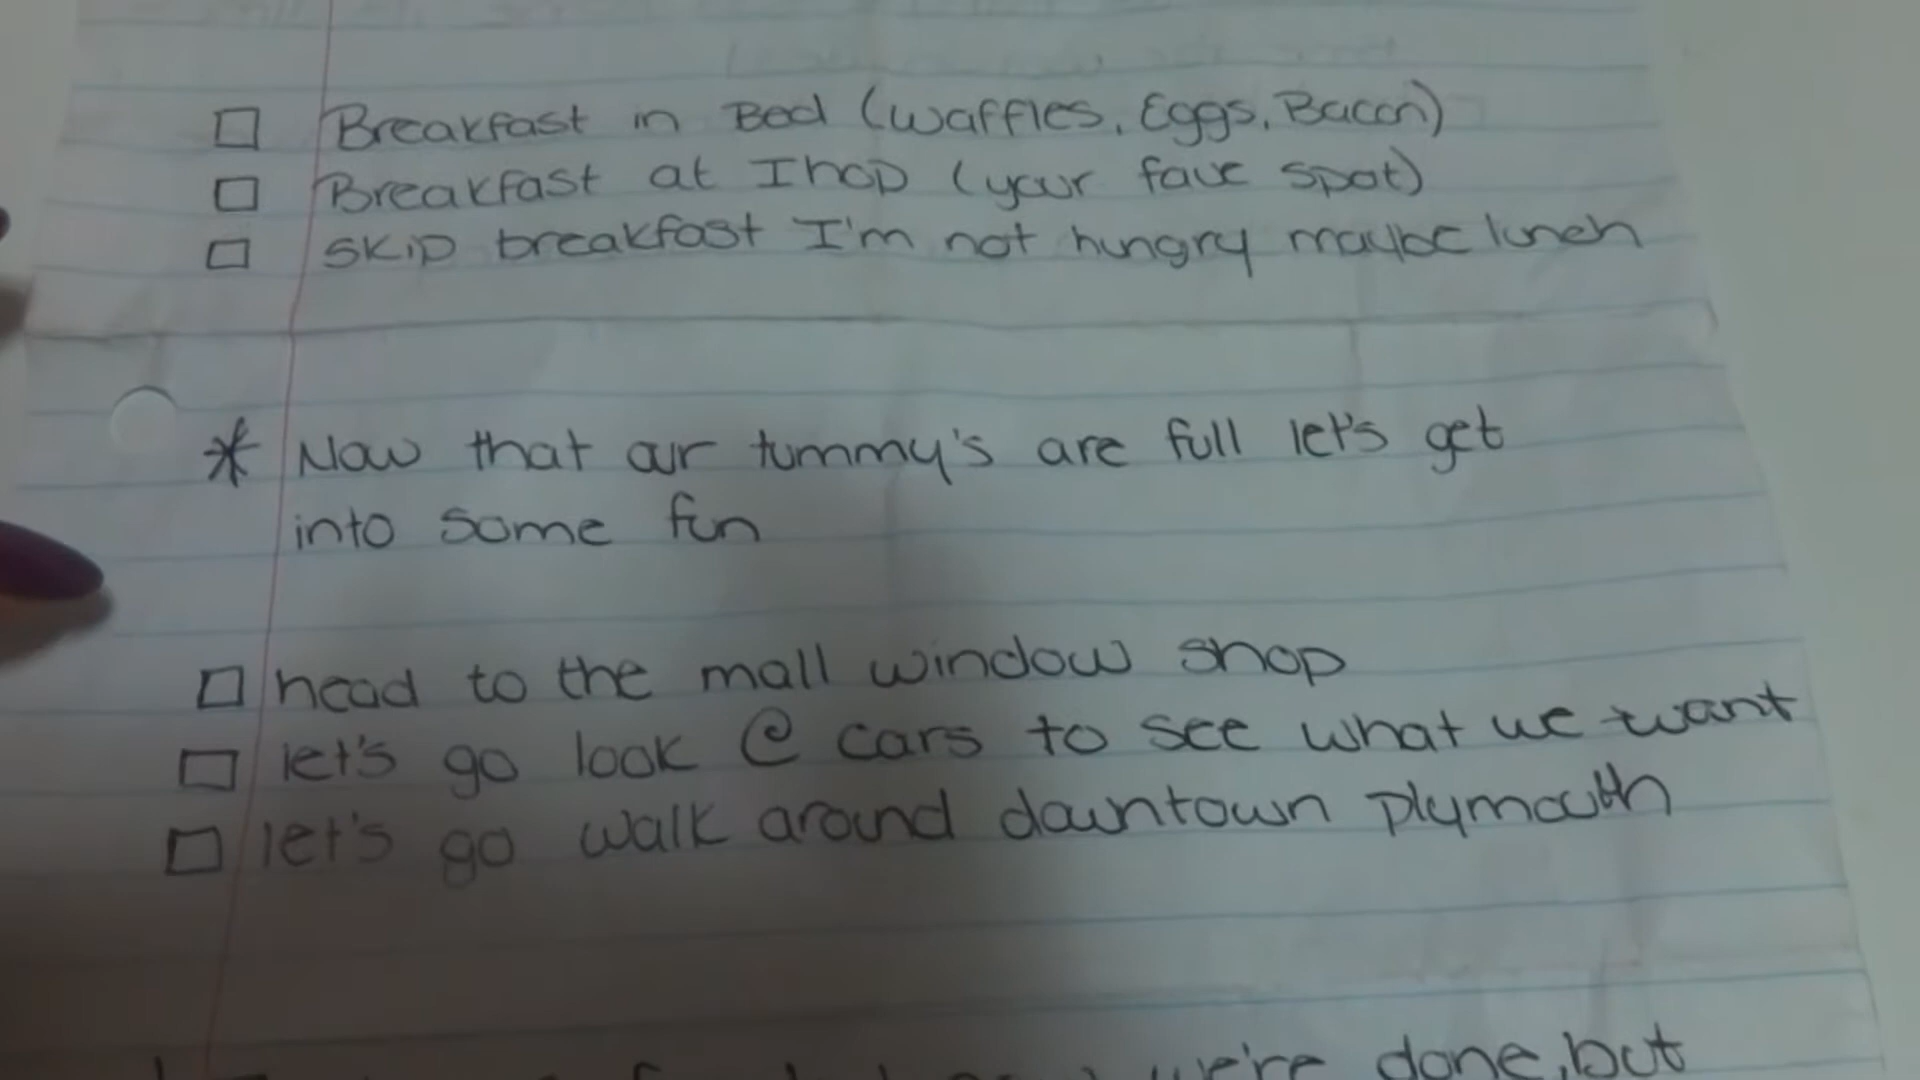 Breakfast in Bed (waffles, Eggs, Bacon)
Breakfast at Ihop (your fave spot)
skip breakfast I'm not hungry maybe lunch
* Now that our tummy's are full let's get
into some fun
head to the mall window shop
let's go look @ cars to see what we want
let's go walk around downtown plymouth
we're done, but